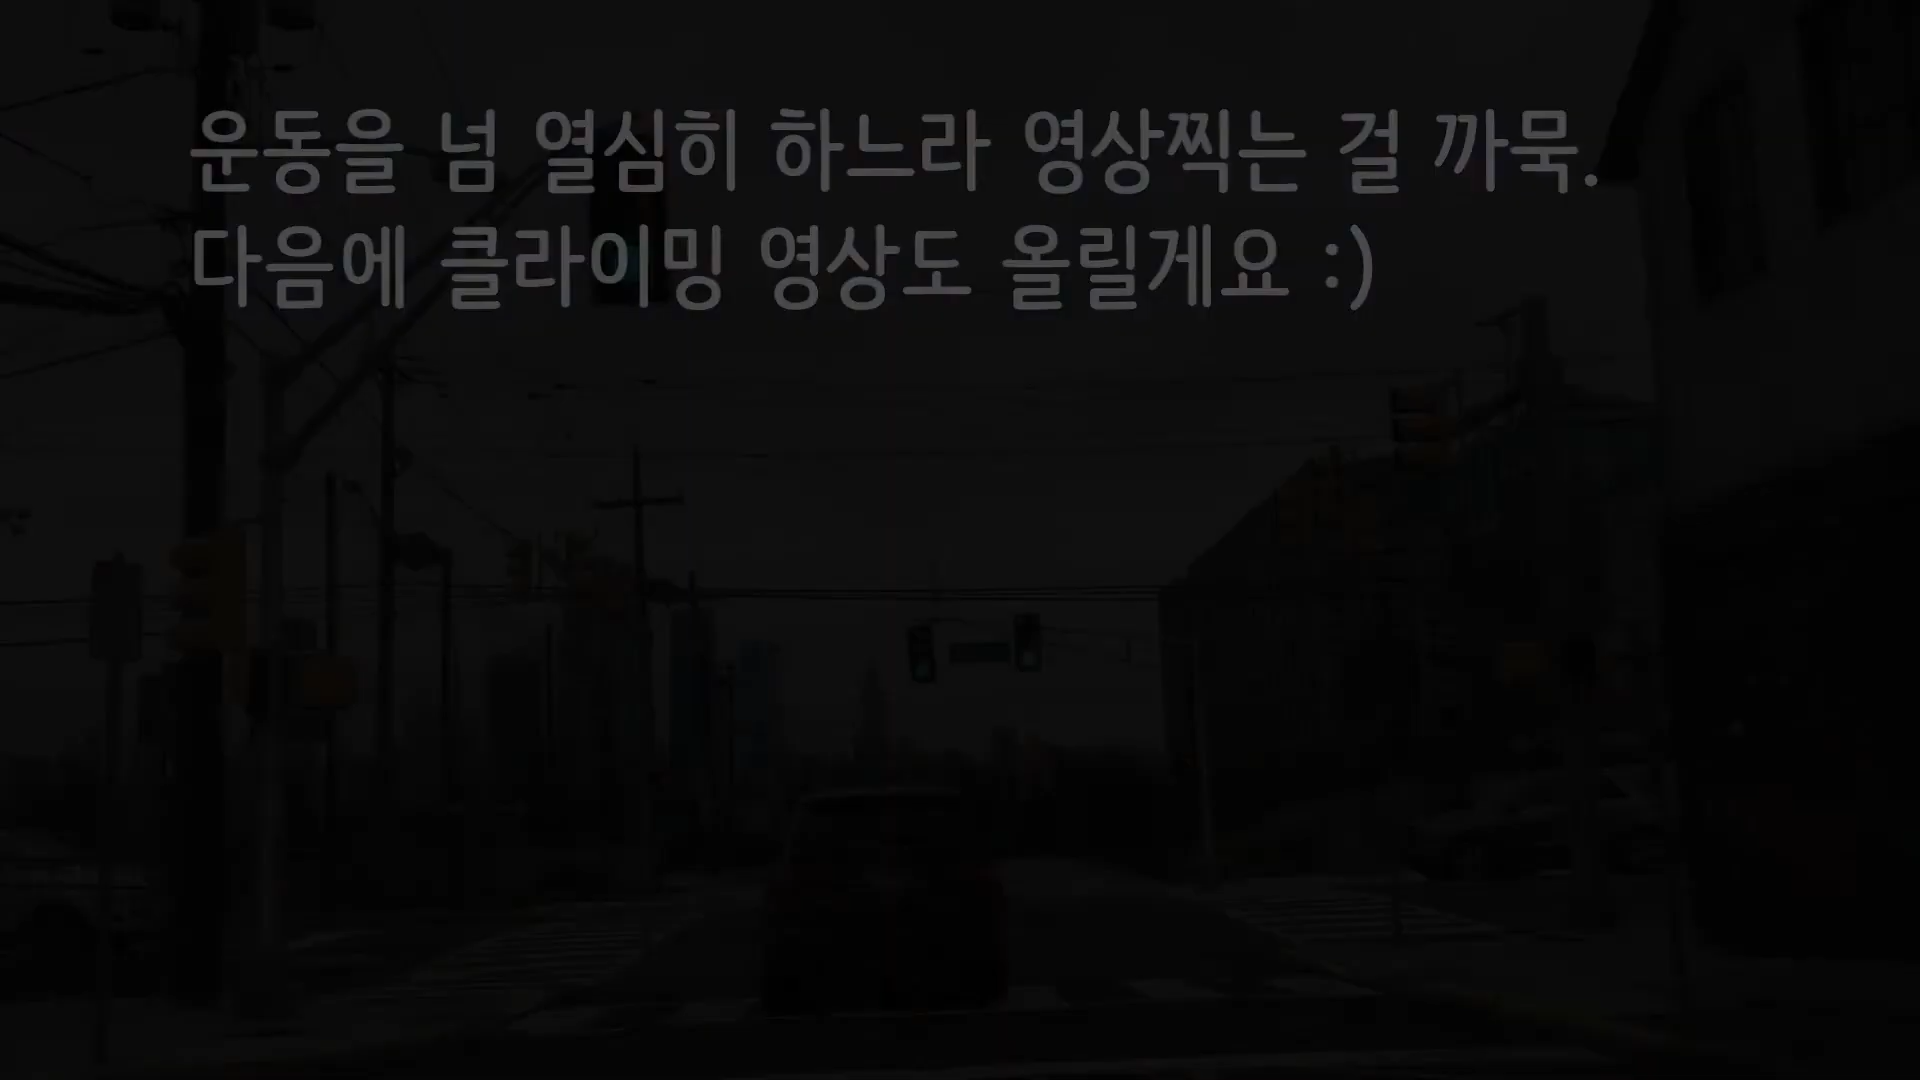 운동을 넘 열심히 하느라 영상찍는 걸 까묵.
다음에 클라이밍 영상도 올릴게요 :)